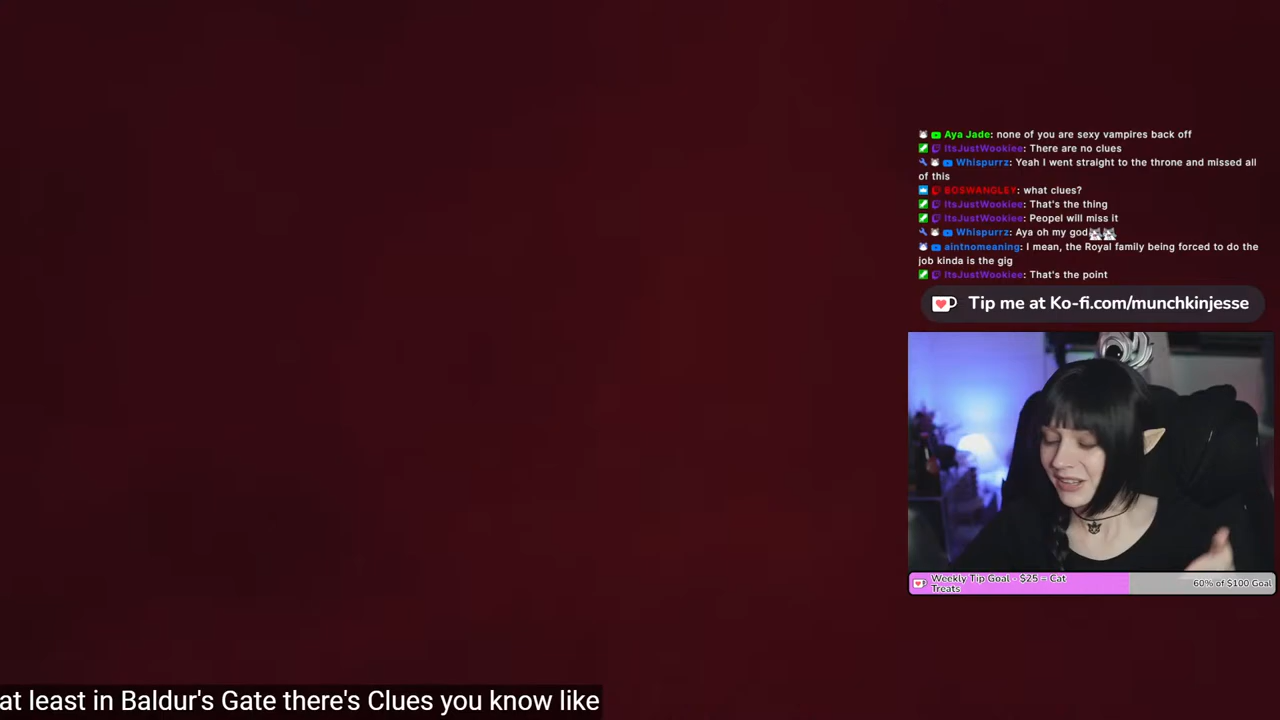 Aya Jade: none of you are sexy vampires back off
ItsJustWookiee: There are no clues
Whispurrz: Yeah I went straight to the throne and missed all
of this
BOSWANGLEY: what clues?
ItsJustWookiee: That's the thing
ItsJustWookiee: Peopel will miss it
Whispurrz: Aya oh my god
aintnomeaning: I mean, the Royal family being forced to do the
job kinda is the gig
ItsJustWookiee: That's the point
Tip me at Ko-fi.com/munchkinjesse
Weekly Tip Goal - $25 = Cat
Treats
60% of $100 Goal
at least in Baldur's Gate there's Clues you know like